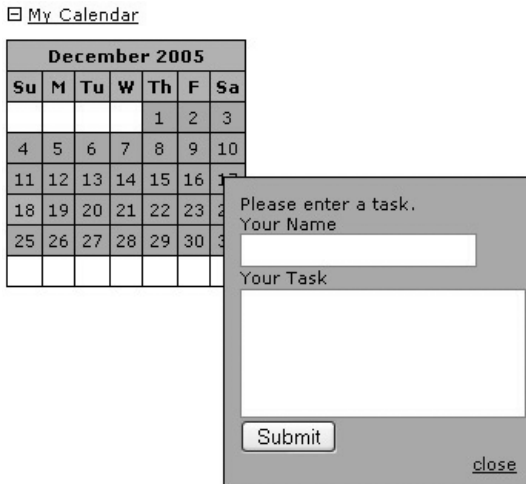 My Calendar
December 2005
Su M Tu W Th F Sa
1 2 3
4 5 6 7 8 9 10
11 12 13 14 15 16 17
18 19 20 21 22 23
25 26 27 28 29 30
Please enter a task.
Your Name
Your Task
Submit
close